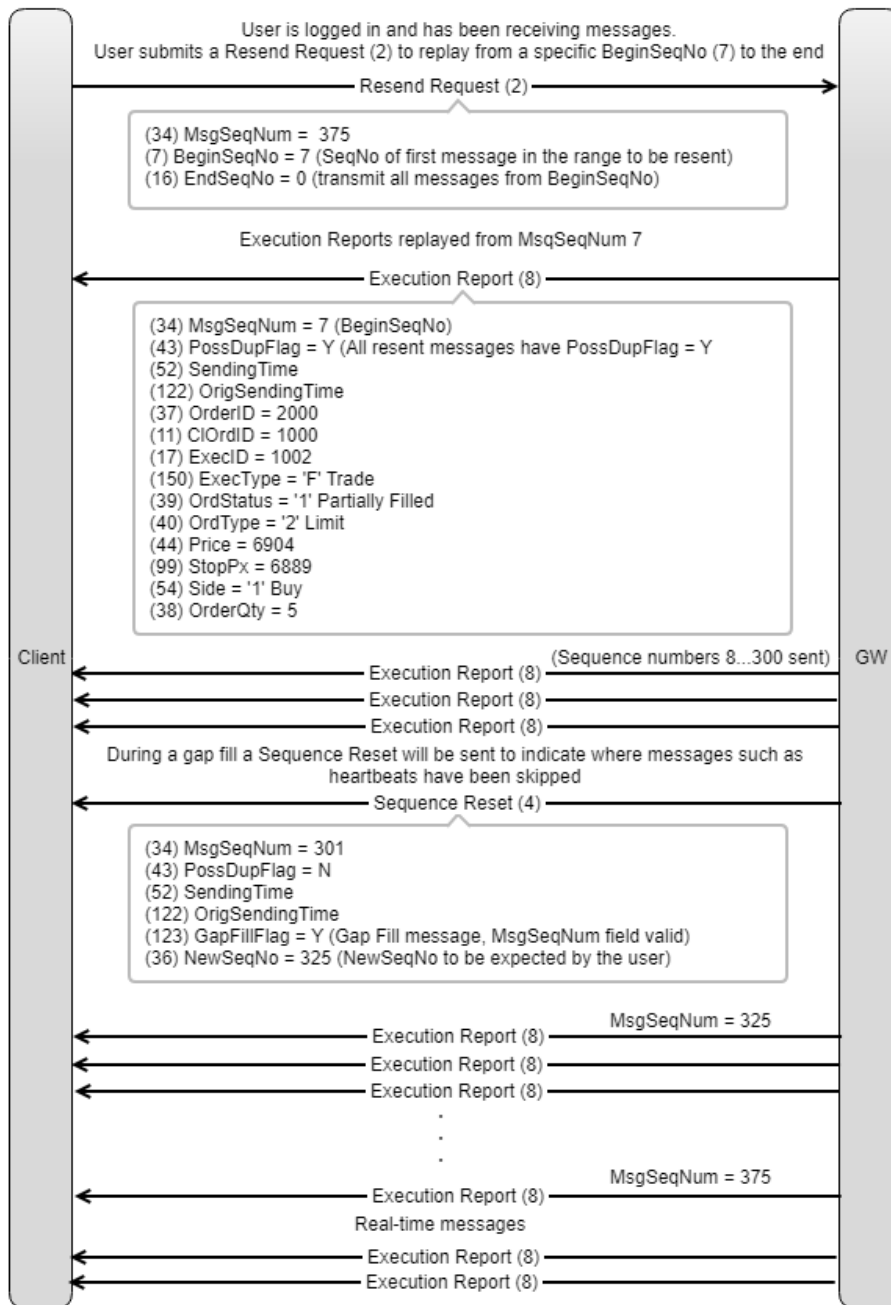 User is logged in and has been receiving messages.
User submits a Resend Request (2) to replay from a specific BeginSeqNo (7) to the end
Resend Request (2)
(34) MsgSeqNum = 375
(7) BeginSeqNo = 7 (SeqNo of first message in the range to be resent)
(16) EndSeqNo = 0 (transmit all messages from BeginSeqNo)
Execution Reports replayed from MsqSeqNum 7
Execution Report (8)
(34) MsgSeqNum = 7 (BeginSeqNo)
(43) PossDupFlag = Y (All resent messages have PossDupFlag = Y
(52) SendingTime
(122) OrigSendingTime
(37) OrderID = 2000
(11) ClOrdID = 1000
(17) ExecID = 1002
(150) ExecType = 'F' Trade
(39) OrdStatus = '1' Partially Filled
(40) OrdType = '2' Limit
(44) Price = 6904
(99) StopPx = 6889
(54) Side = '1' Buy
(38) OrderQty = 5
Client
GW
(Sequence numbers 8...300 sent)
Execution Report (8)
Execution Report (8)
Execution Report (8)
During a gap fill a Sequence Reset will be sent to indicate where messages such as
heartbeats have been skipped
Sequence Reset (4)
(34) MsgSeqNum = 301
(43) PossDupFlag = N
(52) SendingTime
(122) OrigSendingTime
(123) GapFillFlag = Y (Gap Fill message, MsgSeqNum field valid)
(36) NewSeqNo = 325 (NewSeqNo to be expected by the user)
MsgSeqNum = 325
Execution Report (8)
Execution Report (8)
Execution Report (8)
.
.
.
MsgSeqNum = 375
Execution Report (8)
Real-time messages
Execution Report (8)
Execution Report (8)